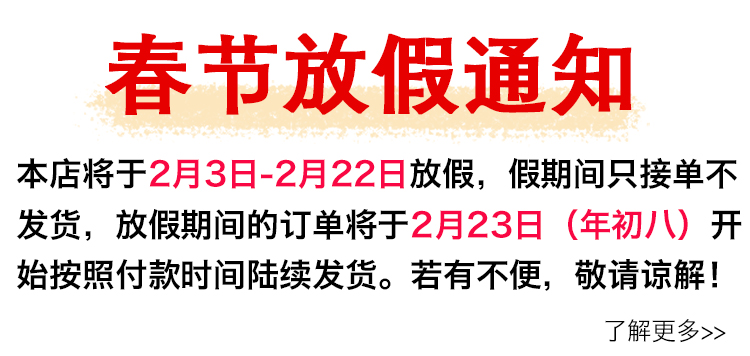 春节放假通知
本店将于2月3日-2月22日放假，假期间只接单不
发货，放假期间的订单将于2月23日（年初八）开
始按照付款时间陆续发货。若有不便，敬请谅解！
了解更多>>